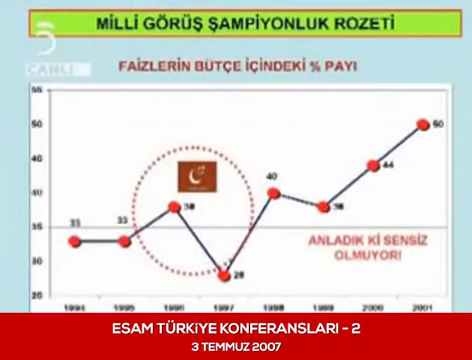 MİLLİ GÖRÜŞ ŞAMPİYONLUK ROZETİ
5
CANLI
FAİZLERİN BÜTÇE İÇİNDEKİ % PAYI
55
50
45
40
35
30
25
33
33
38
28
40
38
44
50
ANLADIK Kİ SENSİZ
OLMUYOR!
1994 1995 1996 1997 1998 1999 2000 2001
ESAM TÜRKİYE KONFERANSLARI - 2
3 TEMMUZ 2007